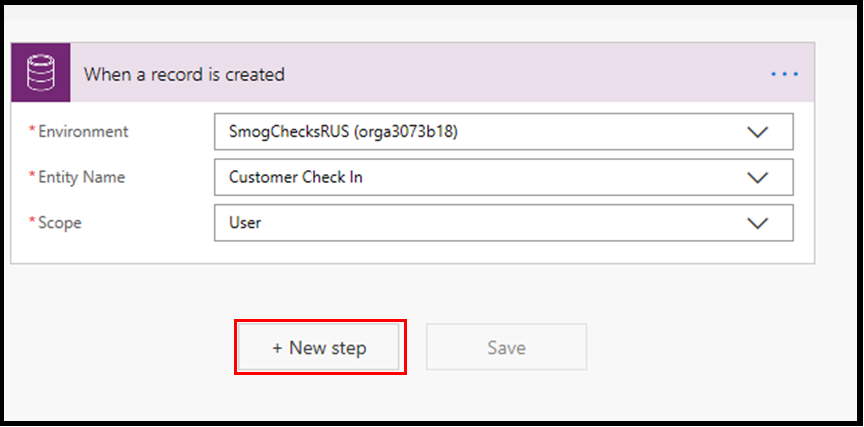 When a record is created
*Environment
SmogChecksRUS (orga3073b18)
*Entity Name
Customer Check In
*Scope
User
+ New step
Save